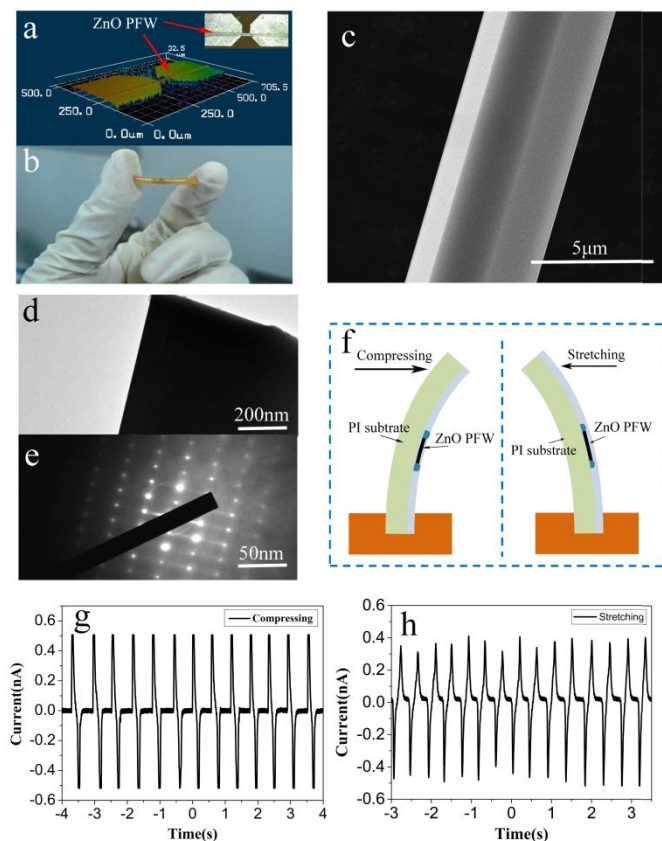 a
ZnO PFW
32.5
um
500.0
705.5
250.0
250.0
0.0um
0.0um
b
c
5μm
d
200nm
e
50nm
f
Compressing
Stretching
PI subtrate
ZnO PFW
PI substrate
ZnO PFW
g
Compressing
0.6
0.4
0.2
0.0
-0.2
-0.4
-0.6
Current(nA)
-4 -3 -2 -1 0 1 2 3 4
Time(s)
h
Stretching
0.6
0.4
0.2
0.0
-0.2
-0.4
-0.6
Current(nA)
-3 -2 -1 0 1 2 3
Time(s)